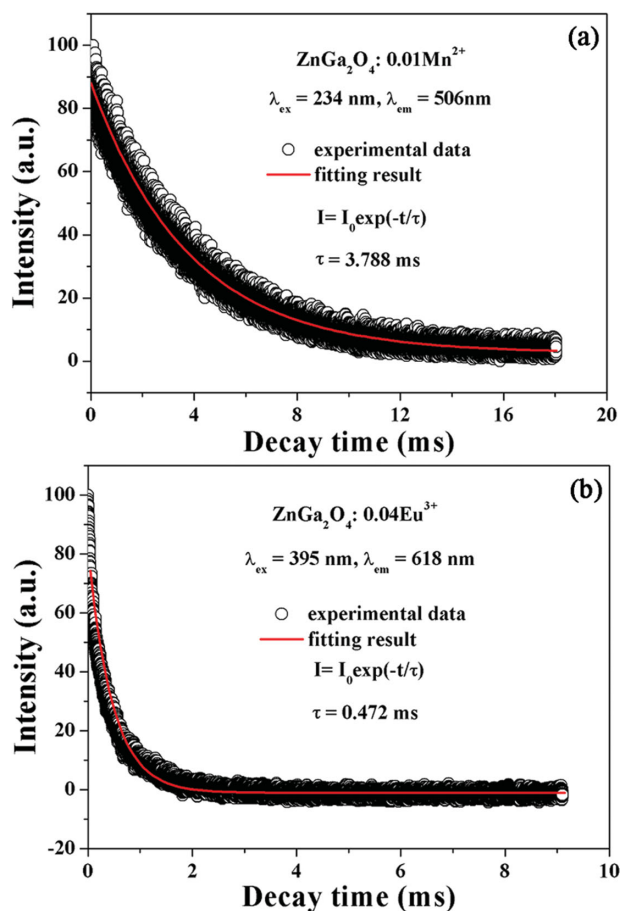 (a)
ZnGa₂O₄: 0.01Mn²⁺
λₑₓ = 234 nm, λₑₘ = 506nm
experimental data
fitting result
I= I₀exp(-t/τ)
τ = 3.788 ms
Intensity (a.u.)
100
80
60
40
20
0
0 4 8 12 16 20
Decay time (ms)
(b)
ZnGa₂O₄: 0.04Eu³⁺
λₑₓ = 395 nm, λₑₘ = 618 nm
experimental data
fitting result
I= I₀exp(-t/τ)
τ = 0.472 ms
Intensity (a.u.)
100
80
60
40
20
0
-20
0 2 4 6 8 10
Decay time (ms)